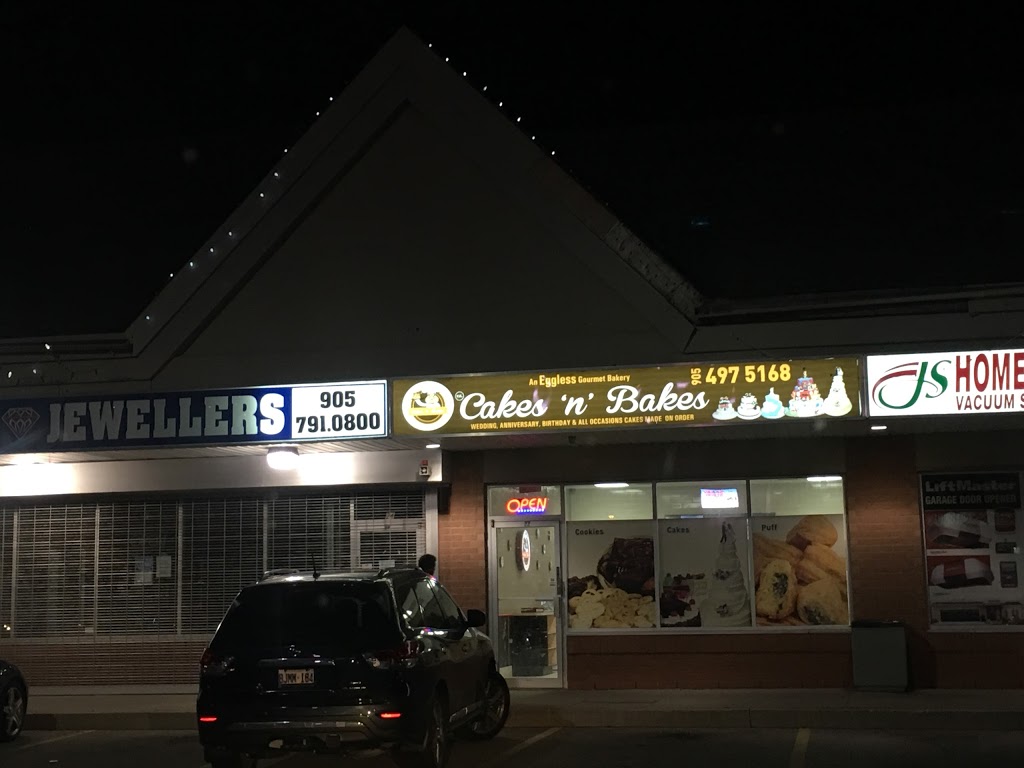 JEWELLERS
905
791.0800
An Eggless Gourmet Bakery
905 497 5168
Cakes 'n' Bakes
WEDDING, ANNIVERSARY, BIRTHDAY & ALL OCCASIONS CAKES MADE ON ORDER
JS HOME
VACUUM S
OPEN
Cookies
Cakes
Puff
LiftMaster
GARAGE DOOR OPENER